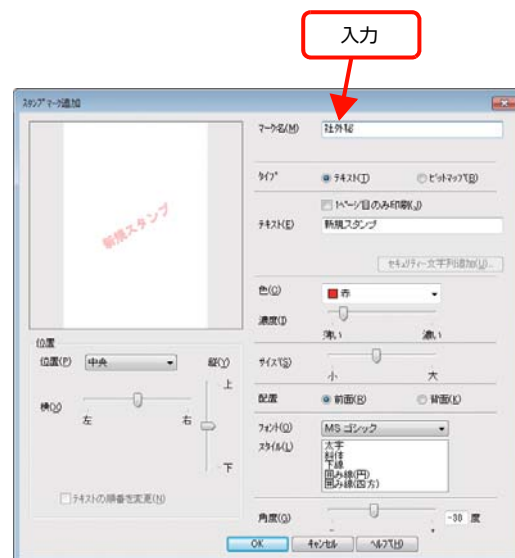 入力
スタンプマーク追加
マーク名(M)
社外秘
タイプ
テキスト(T)
ビットマップ(B)
1ページ目のみ印刷(J)
テキスト(E)
新規スタンプ
セキュリティー文字列追加(U)...
新規スタンプ
色(C)
赤
濃度(I)
薄い
濃い
サイズ(S)
小
大
配置
前面(R)
背面(K)
フォント(O)
MS ゴシック
スタイル(L)
太字
斜体
下線
囲み線(円)
囲み線(四方)
角度(G)
-30 度
位置
位置(P)
中央
縦(Y)
上
横(X)
左
右
下
テキストの順番を変更(N)
OK
キャンセル
ヘルプ(H)